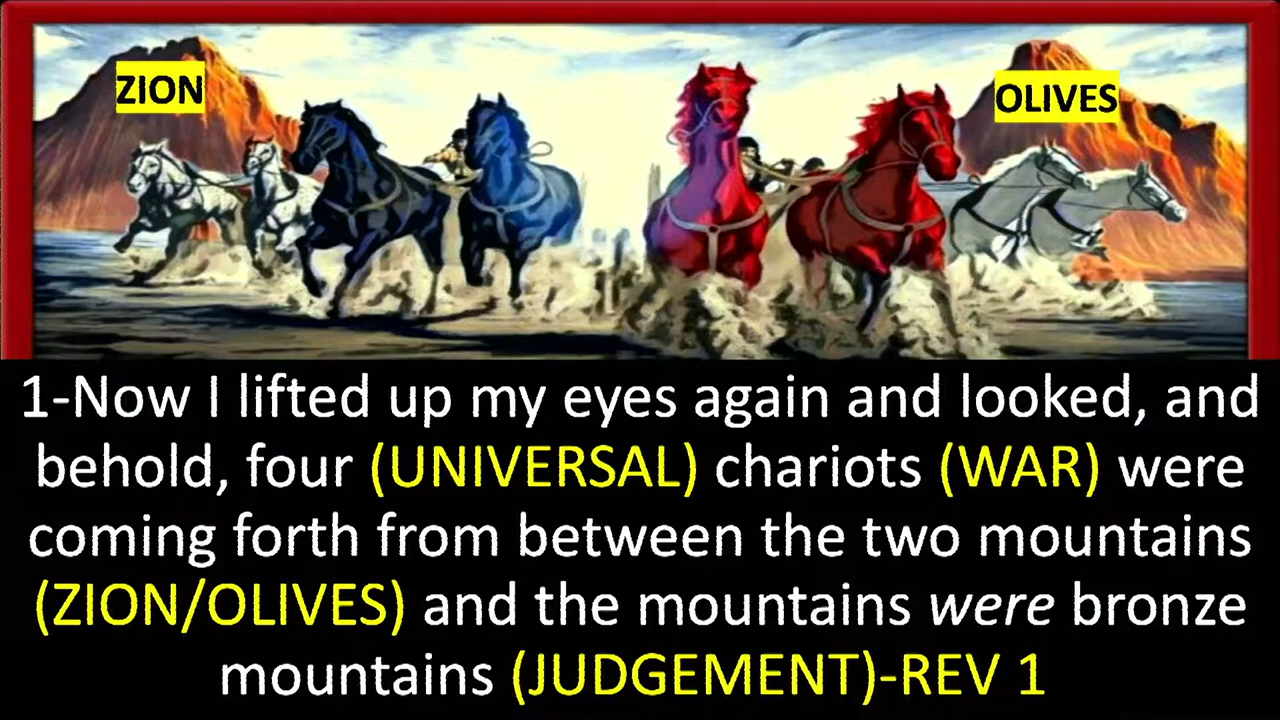 ZION
OLIVES
1-Now I lifted up my eyes again and looked, and
behold, four (UNIVERSAL) chariots (WAR) were
coming forth from between the two mountains
(ZION/OLIVES) and the mountains were bronze
mountains (JUDGEMENT)-REV 1